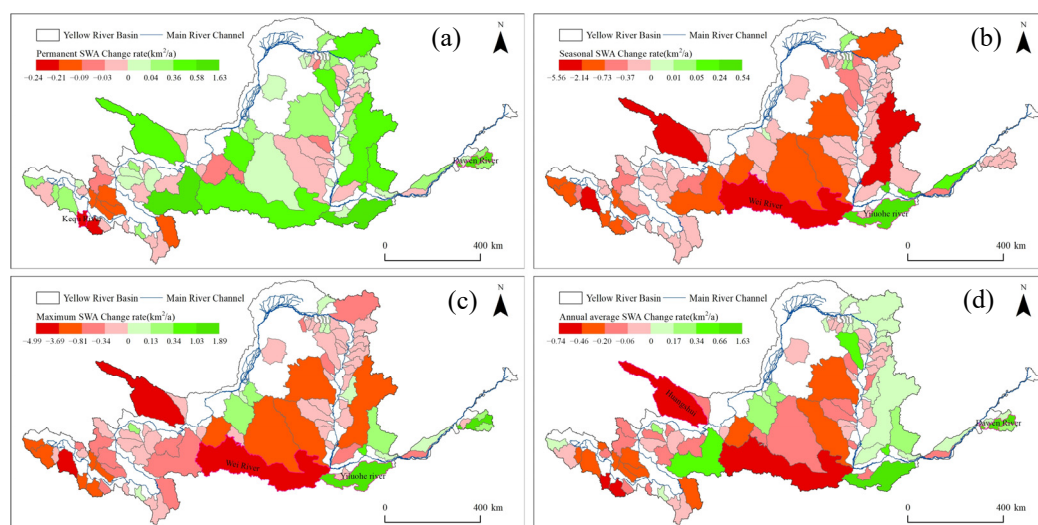 (a)
N
Yellow River Basin
Main River Channel
Permanent SWA Change rate(km²/a)
−0.24 −0.21 −0.09 −0.03 0 0.04 0.36 0.58 1.63
Dawen River
0 400 km
(b)
N
Yellow River Basin
Main River Channel
Seasonal SWA Change rate(km²/a)
−5.56 −2.14 −0.73 −0.37 0 0.01 0.05 0.24 0.54
Wei River
Yiluohe river
0 400 km
(c)
N
Yellow River Basin
Main River Channel
Maximum SWA Change rate(km²/a)
−4.99 −3.69 −0.81 −0.34 0 0.13 0.51 1.03 1.89
Dawen River
Wei River
Yiluohe river
0 400 km
(d)
N
Yellow River Basin
Main River Channel
Annual average SWA Change rate(km²/a)
−0.74 −0.46 −0.20 0 0.17 0.34 0.66 1.63
Dawen River
0 400 km